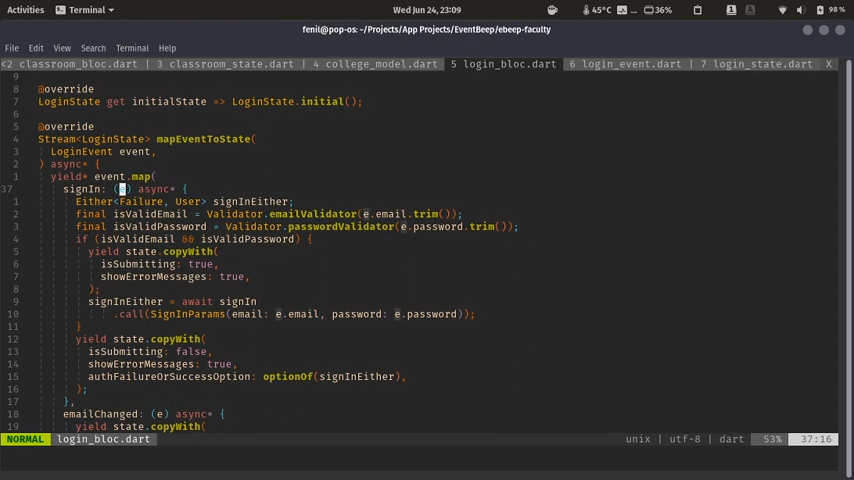 Activities Terminal ▾ Wed Jun 24, 23:09 45°C ... 36% 1 A 98 %
fenil@pop-os: ~/Projects/App Projects/EventBeep/ebeep-faculty
File Edit View Search Terminal Help
<2 classroom_bloc.dart | 3 classroom_state.dart | 4 college_model.dart 5 login_bloc.dart 6 login_event.dart | 7 login_state.dart X
9
8 @override
7 LoginState get initialState => LoginState.initial();
6
5 @override
4 Stream<LoginState> mapEventToState(
3 LoginEvent event,
2 ) async* {
1 yield* event.map(
37 signIn: (e) async* {
1 Either<Failure, User> signInEither;
2 final isValidEmail = Validator.emailValidator(e.email.trim());
3 final isValidPassword = Validator.passwordValidator(e.password.trim());
4 if (isValidEmail && isValidPassword) {
5 yield state.copyWith(
6 isSubmitting: true,
7 showErrorMessages: true,
8 );
9 signInEither = await signIn
10 .call(SignInParams(email: e.email, password: e.password));
11 }
12 yield state.copyWith(
13 isSubmitting: false,
14 showErrorMessages: true,
15 authFailureOrSuccessOption: optionOf(signInEither),
16 );
17 },
18 emailChanged: (e) async* {
19 yield state.copyWith(
NORMAL login_bloc.dart unix | utf-8 | dart 53% 37:16